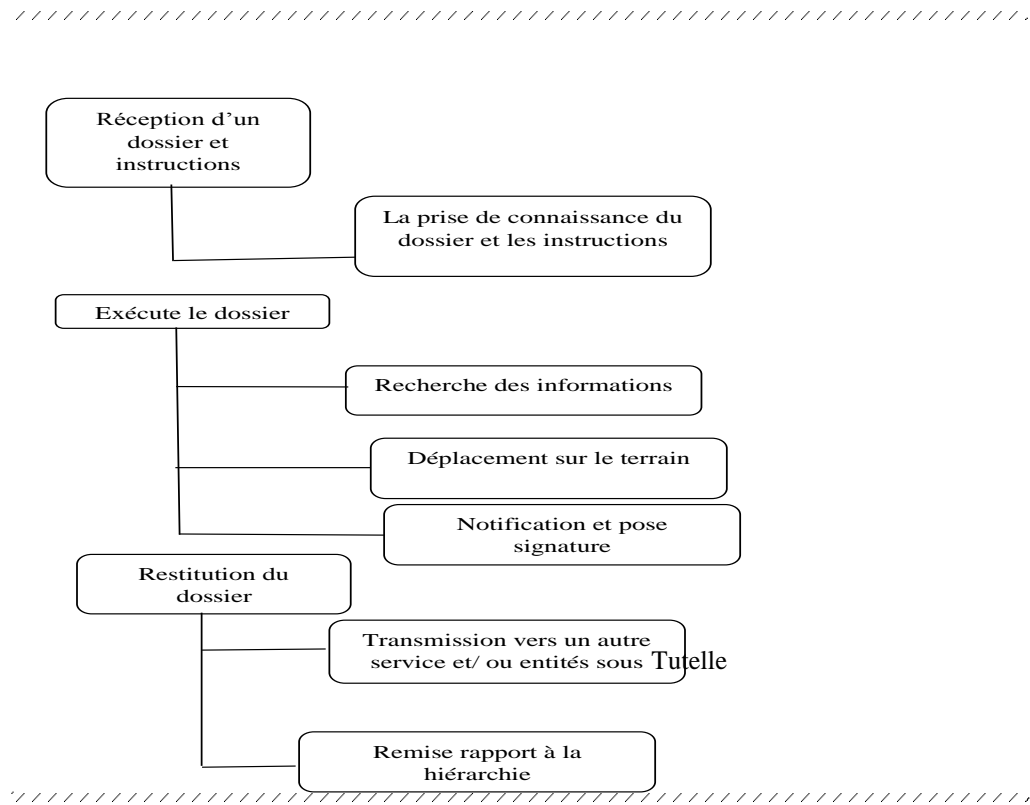 Réception d’un
dossier et
instructions
La prise de connaissance du
dossier et les instructions
Exécute le dossier
Recherche des informations
Déplacement sur le terrain
Notification et pose
signature
Restitution du
dossier
Transmission vers un autre
service et/ ou entités sous Tutelle
Remise rapport à la
hiérarchie